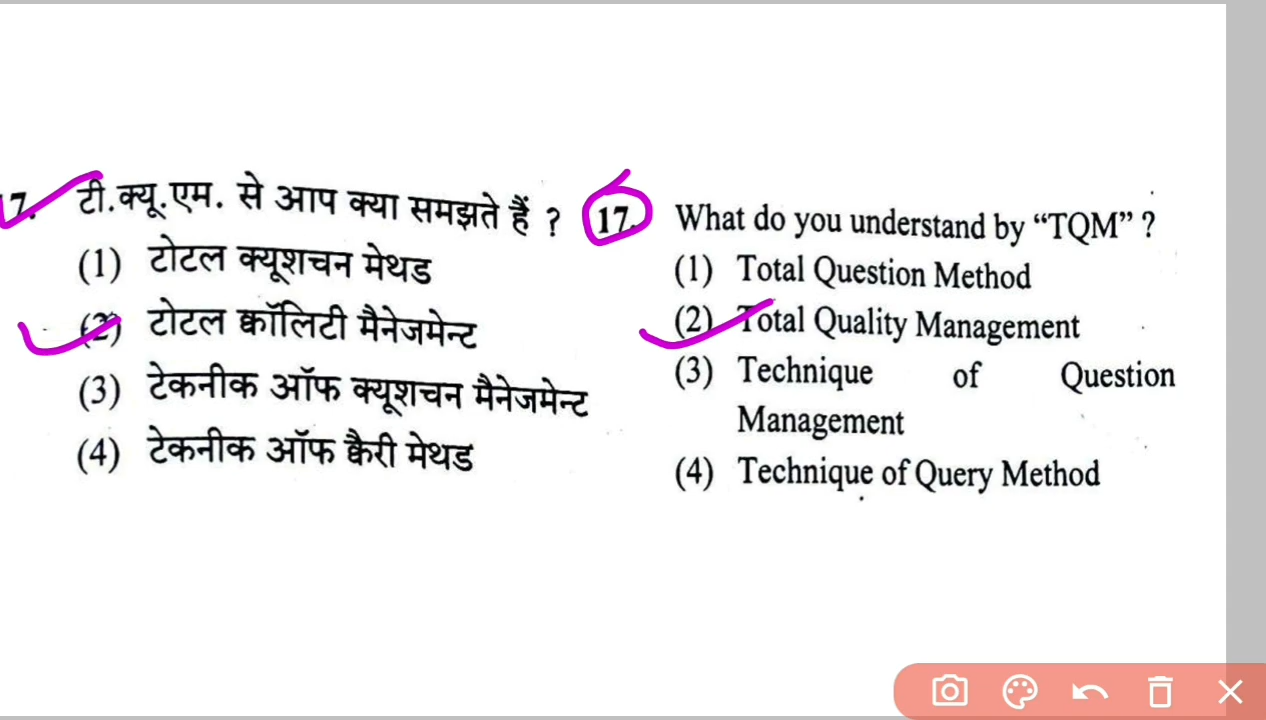 17. टी.क्यू.एम. से आप क्या समझते हैं ?
(1) टोटल क्यूशचन मेथड
(2) टोटल क्वॉलिटी मैनेजमेन्ट
(3) टेकनीक ऑफ क्यूशचन मैनेजमेन्ट
(4) टेकनीक ऑफ क्वैरी मेथड
17. What do you understand by “TQM” ?
(1) Total Question Method
(2) Total Quality Management
(3) Technique of Question
Management
(4) Technique of Query Method